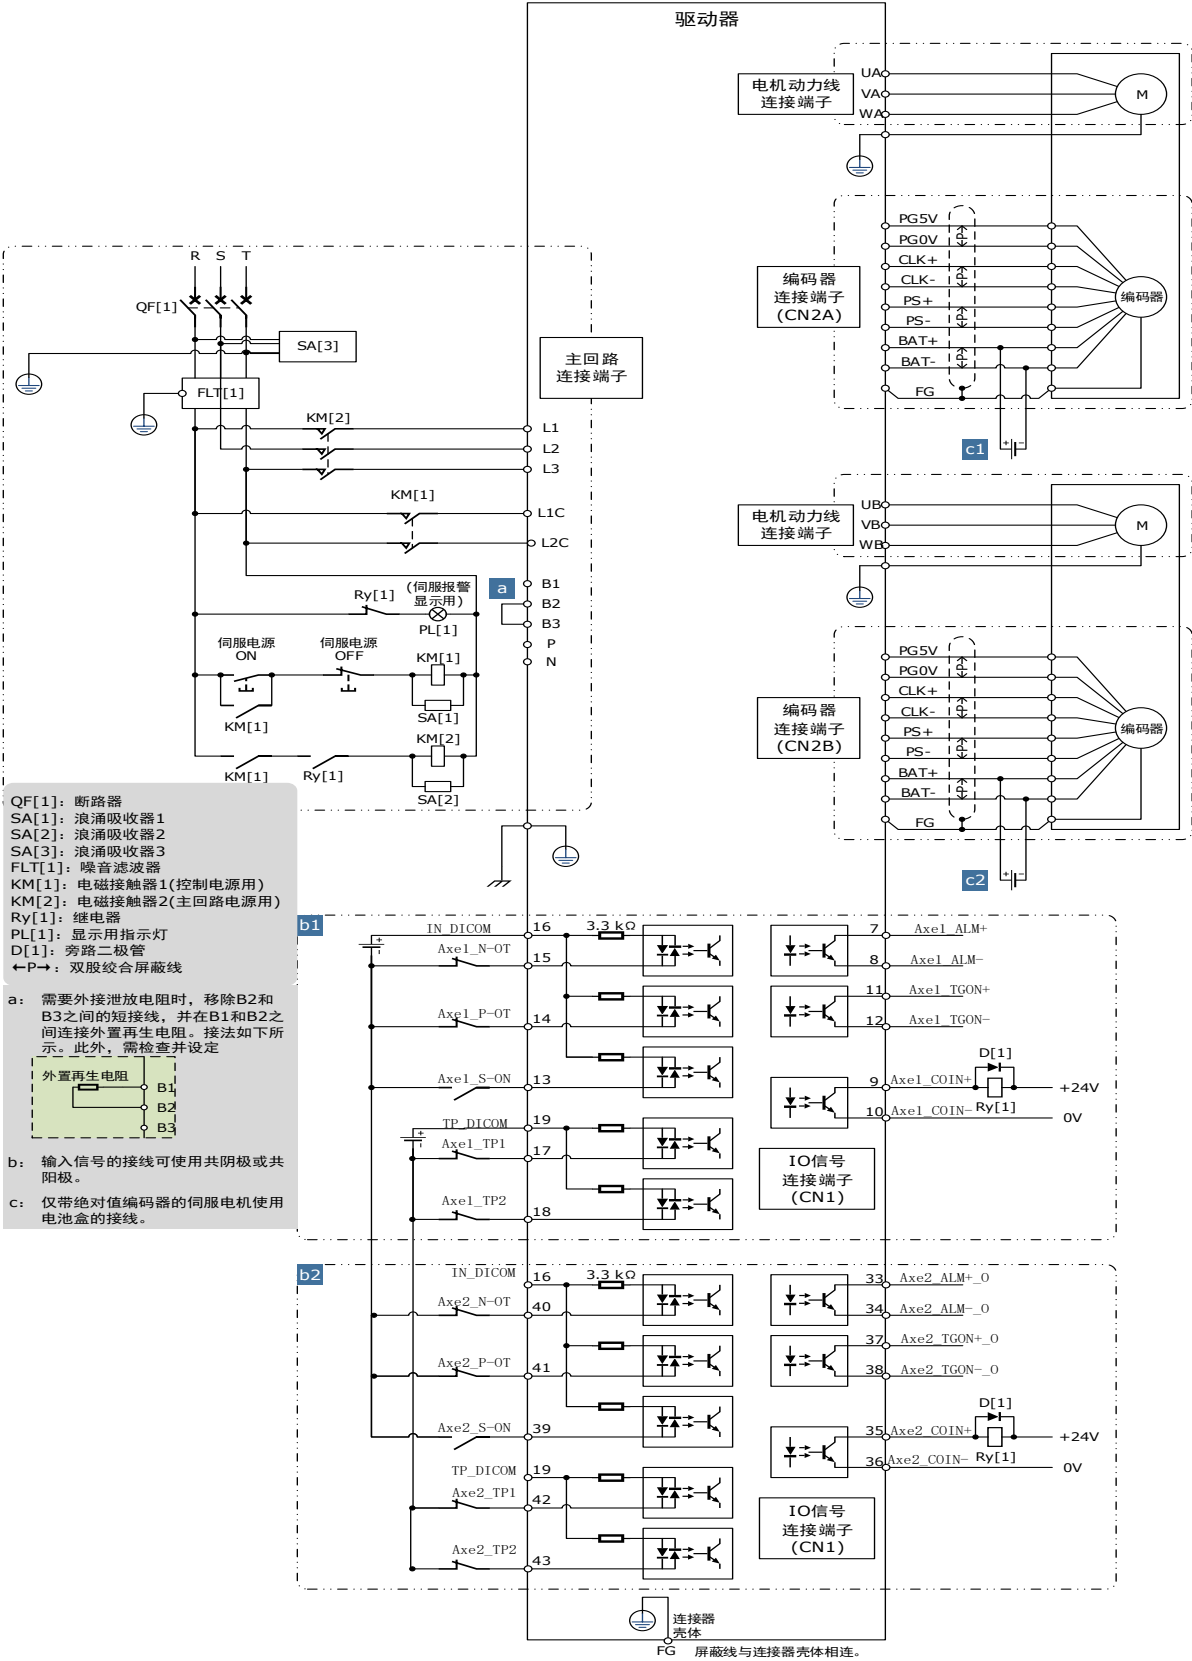 驱动器
电机动力线
连接端子
UA
VA
WA
M
编码器
连接端子
(CN2A)
PG5V
PG0V
CLK+
CLK-
PS+
PS-
BAT+
BAT-
FG
←P→
←P→
←P→
←P→
编码器
c1
+ -
R S T
QF[1]
SA[3]
FLT[1]
主回路
连接端子
KM[2]
L1
L2
L3
KM[1]
L1C
L2C
a
B1
B2
B3
P
N
Ry[1]
(伺服报警
显示用)
PL[1]
伺服电源
ON
伺服电源
OFF
KM[1]
SA[1]
KM[1]
KM[2]
KM[1]
Ry[1]
SA[2]
电机动力线
连接端子
UB
VB
WB
M
编码器
连接端子
(CN2B)
PG5V
PG0V
CLK+
CLK-
PS+
PS-
BAT+
BAT-
FG
←P→
←P→
←P→
←P→
编码器
c2
+ -
QF[1]：断路器
SA[1]：浪涌吸收器1
SA[2]：浪涌吸收器2
SA[3]：浪涌吸收器3
FLT[1]：噪音滤波器
KM[1]：电磁接触器1(控制电源用)
KM[2]：电磁接触器2(主回路电源用)
Ry[1]：继电器
PL[1]：显示用指示灯
D[1]：旁路二极管
←P→：双股绞合屏蔽线
a： 需要外接泄放电阻时，移除B2和
B3之间的短接线，并在B1和B2之
间连接外置再生电阻。接法如下所
示。此外，需检查并设定
外置再生电阻
B1
B2
B3
b： 输入信号的接线可使用共阴极或共
阳极。
c： 仅带绝对值编码器的伺服电机使用
电池盒的接线。
b1
IN_DICOM 16
3.3 kΩ
Axe1_N-OT 15
Axe1_P-OT 14
Axe1_S-ON 13
TP_DICOM 19
Axe1_TP1 17
Axe1_TP2 18
7 Axe1_ALM+
8 Axe1_ALM-
11 Axe1_TGON+
12 Axe1_TGON-
D[1]
9 Axe1_COIN+
+24V
10 Axe1_COIN- Ry[1]
0V
IO信号
连接端子
(CN1)
b2
IN_DICOM 16
3.3 kΩ
Axe2_N-OT 40
Axe2_P-OT 41
Axe2_S-ON 39
TP_DICOM 19
Axe2_TP1 42
Axe2_TP2 43
33 Axe2_ALM+_O
34 Axe2_ALM-_O
37 Axe2_TGON+_O
38 Axe2_TGON-_O
D[1]
35 Axe2_COIN+
+24V
36 Axe2_COIN- Ry[1]
0V
IO信号
连接端子
(CN1)
连接器
壳体
FG 屏蔽线与连接器壳体相连。